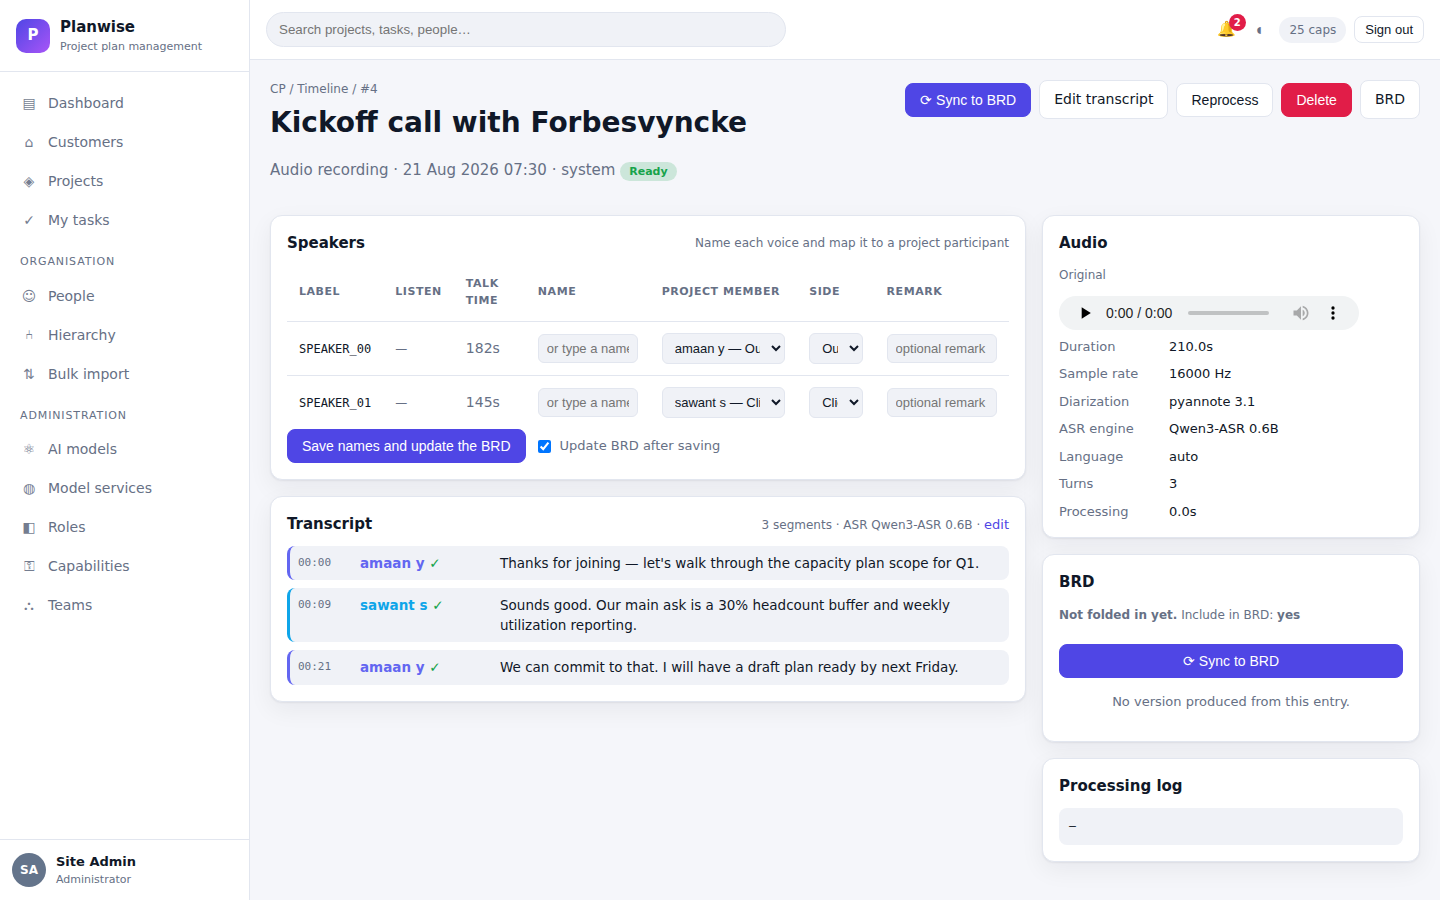 P
Planwise
Project plan management
Dashboard
Customers
Projects
My tasks
ORGANISATION
People
Hierarchy
Bulk import
ADMINISTRATION
AI models
Model services
Roles
Capabilities
Teams
SA
Site Admin
Administrator
Search projects, tasks, people…
2
25 caps
Sign out
CP / Timeline / #4
Kickoff call with Forbesvyncke
Audio recording · 21 Aug 2026 07:30 · system Ready
⟳ Sync to BRD
Edit transcript
Reprocess
Delete
BRD
Speakers
Name each voice and map it to a project participant
LABEL LISTEN TALK TIME NAME PROJECT MEMBER SIDE REMARK
SPEAKER_00 — 182s or type a name amaan y — Ou Ou optional remark
SPEAKER_01 — 145s or type a name sawant s — Cli Cli optional remark
Save names and update the BRD
Update BRD after saving
Transcript
3 segments · ASR Qwen3-ASR 0.6B · edit
00:00 amaan y ✓ Thanks for joining — let's walk through the capacity plan scope for Q1.
00:09 sawant s ✓ Sounds good. Our main ask is a 30% headcount buffer and weekly
utilization reporting.
00:21 amaan y ✓ We can commit to that. I will have a draft plan ready by next Friday.
Audio
Original
0:00 / 0:00
Duration 210.0s
Sample rate 16000 Hz
Diarization pyannote 3.1
ASR engine Qwen3-ASR 0.6B
Language auto
Turns 3
Processing 0.0s
BRD
Not folded in yet. Include in BRD: yes
⟳ Sync to BRD
No version produced from this entry.
Processing log
—